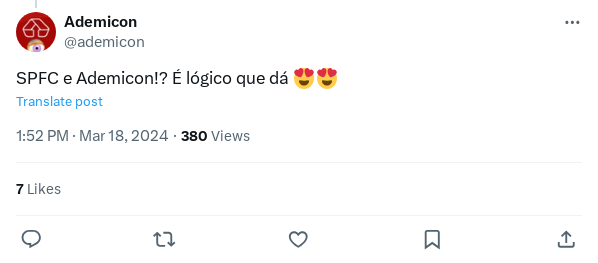 Ademicon
@ademicon
SPFC e Ademicon!? É lógico que dá 😍😍
Translate post
1:52 PM · Mar 18, 2024 · 380 Views
7 Likes